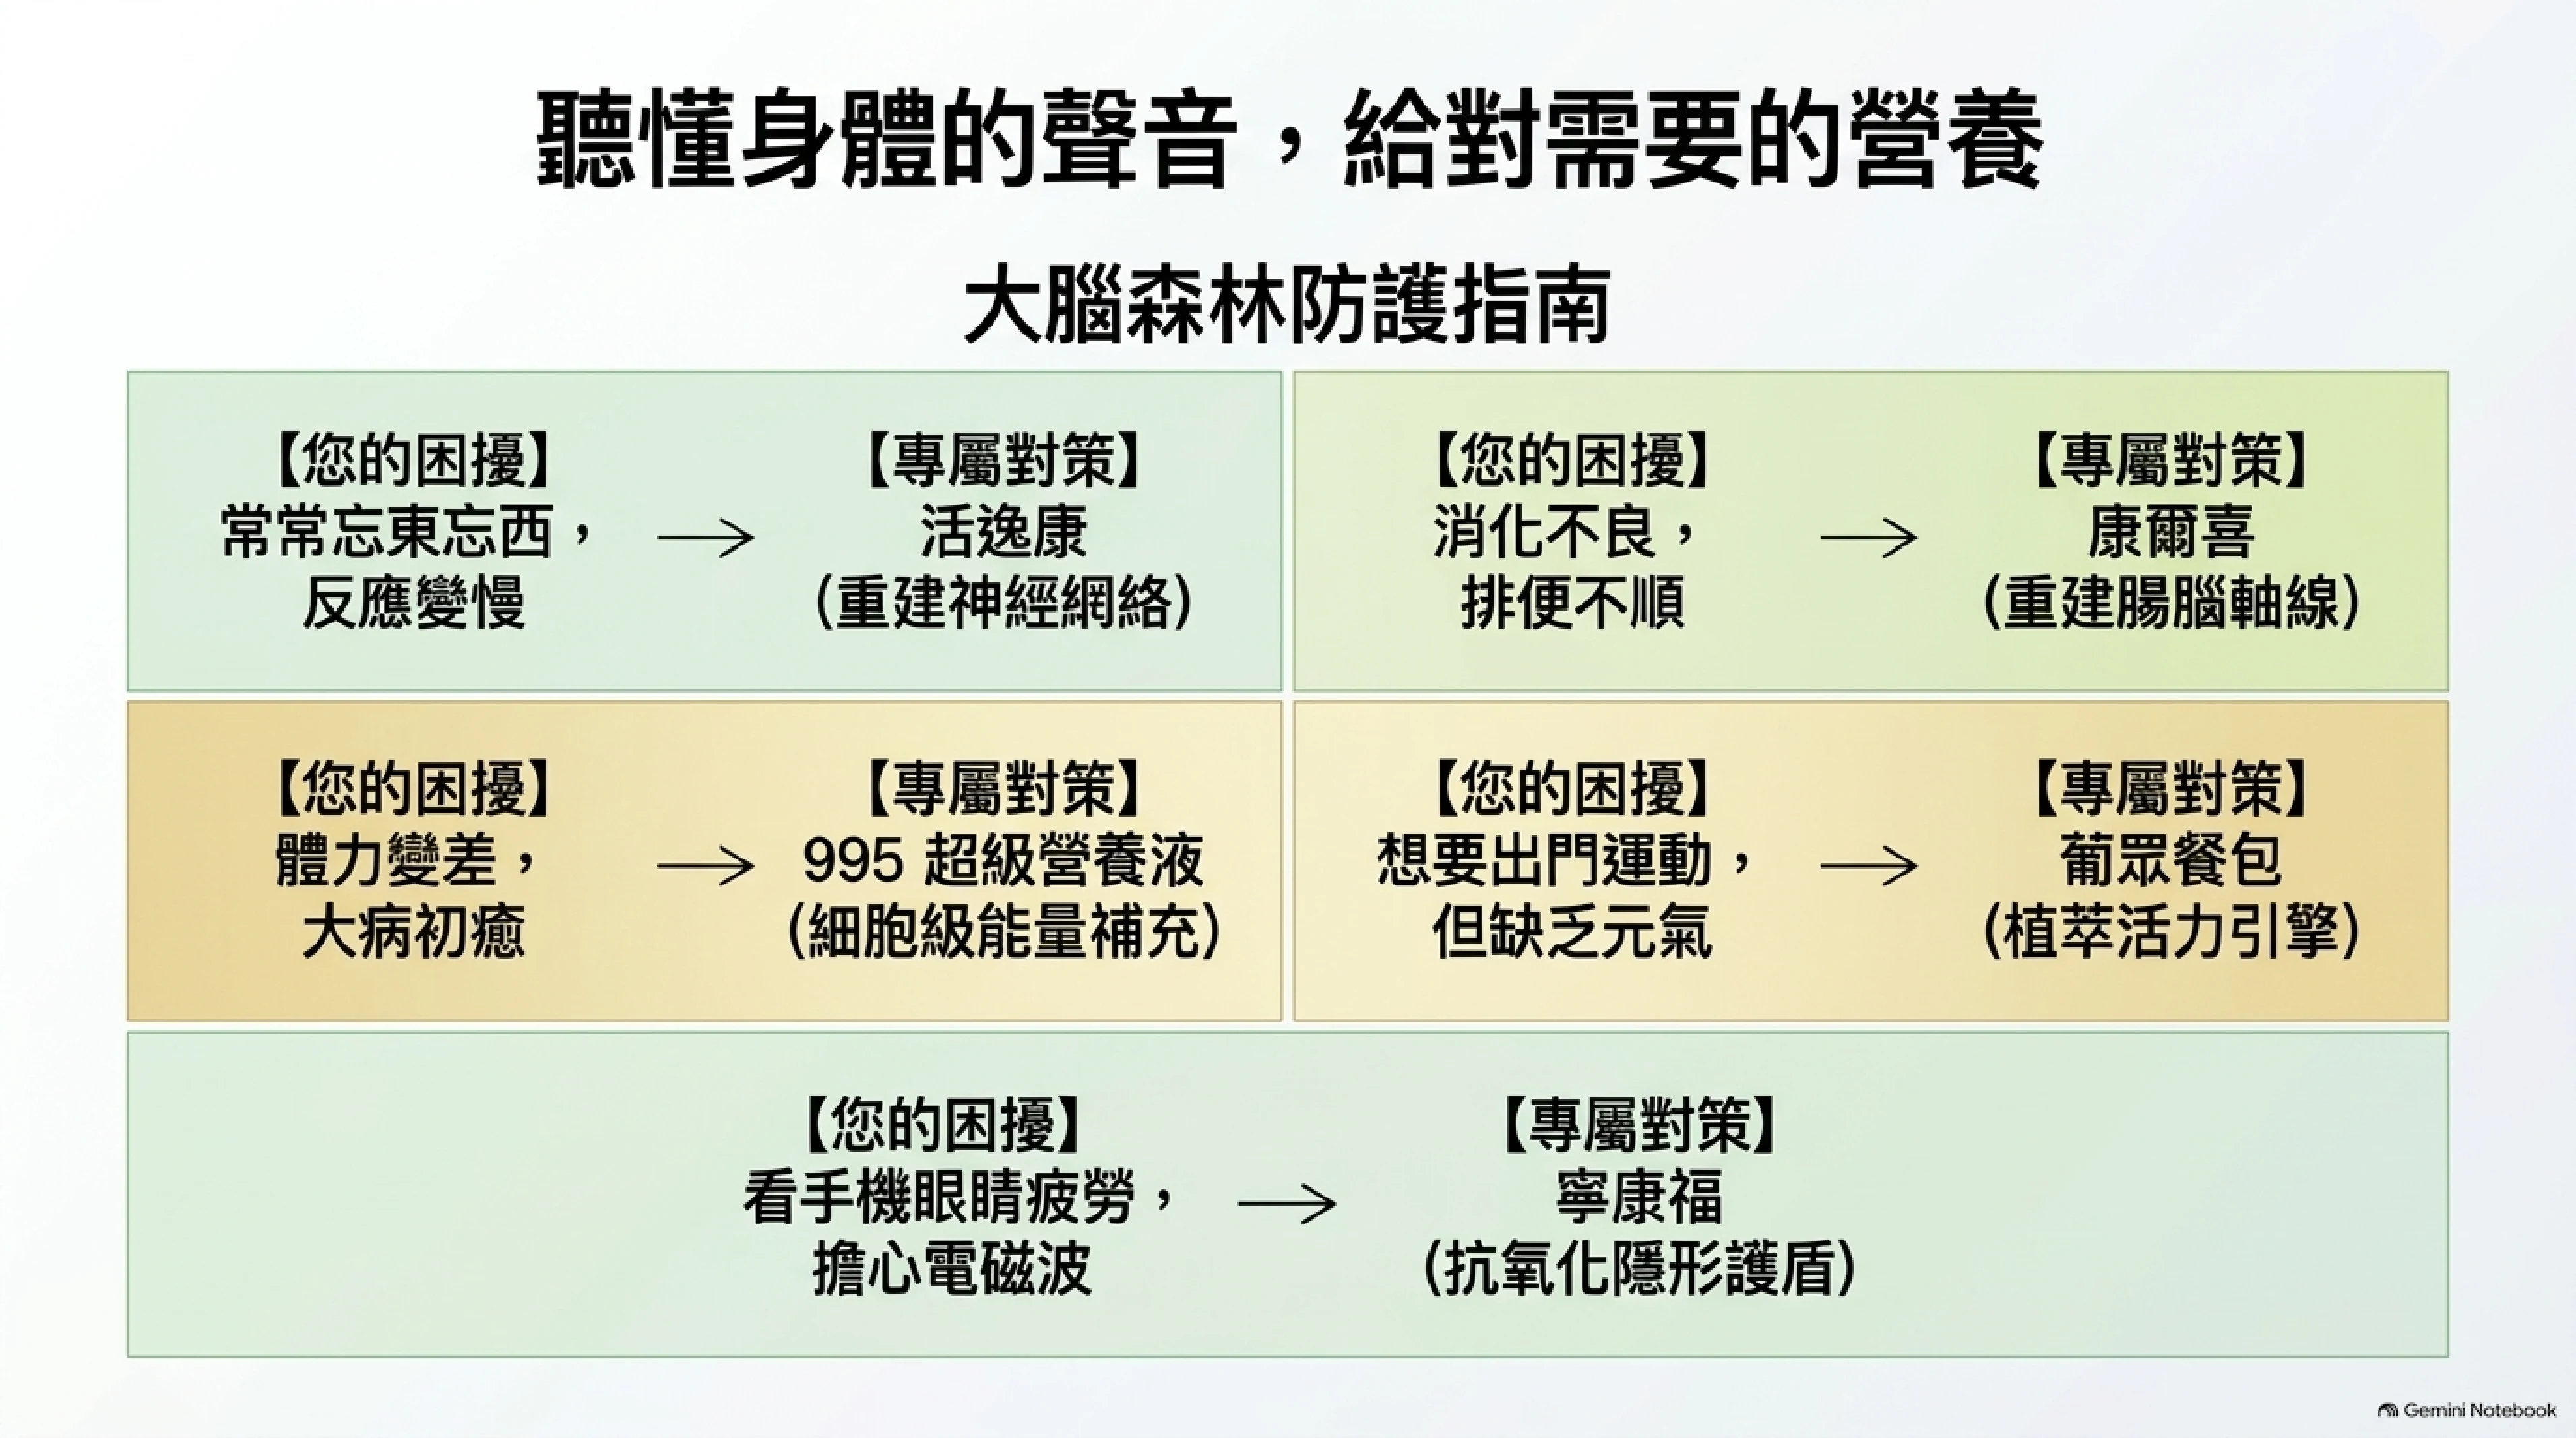 聽懂身體的聲音，給對需要的營養
大腦森林防護指南
【您的困擾】
常常忘東忘西，
反應變慢
→
【專屬對策】
活逸康
(重建神經網絡)
【您的困擾】
消化不良，
排便不順
→
【專屬對策】
康爾喜
(重建腸腦軸線)
【您的困擾】
體力變差，
大病初癒
→
【專屬對策】
995 超級營養液
(細胞級能量補充)
【您的困擾】
想要出門運動，
但缺乏元氣
→
【專屬對策】
葡眾餐包
(植萃活力引擎)
【您的困擾】
看手機眼睛疲勞，
擔心電磁波
→
【專屬對策】
寧康福
(抗氧化隱形護盾)
Gemini Notebook